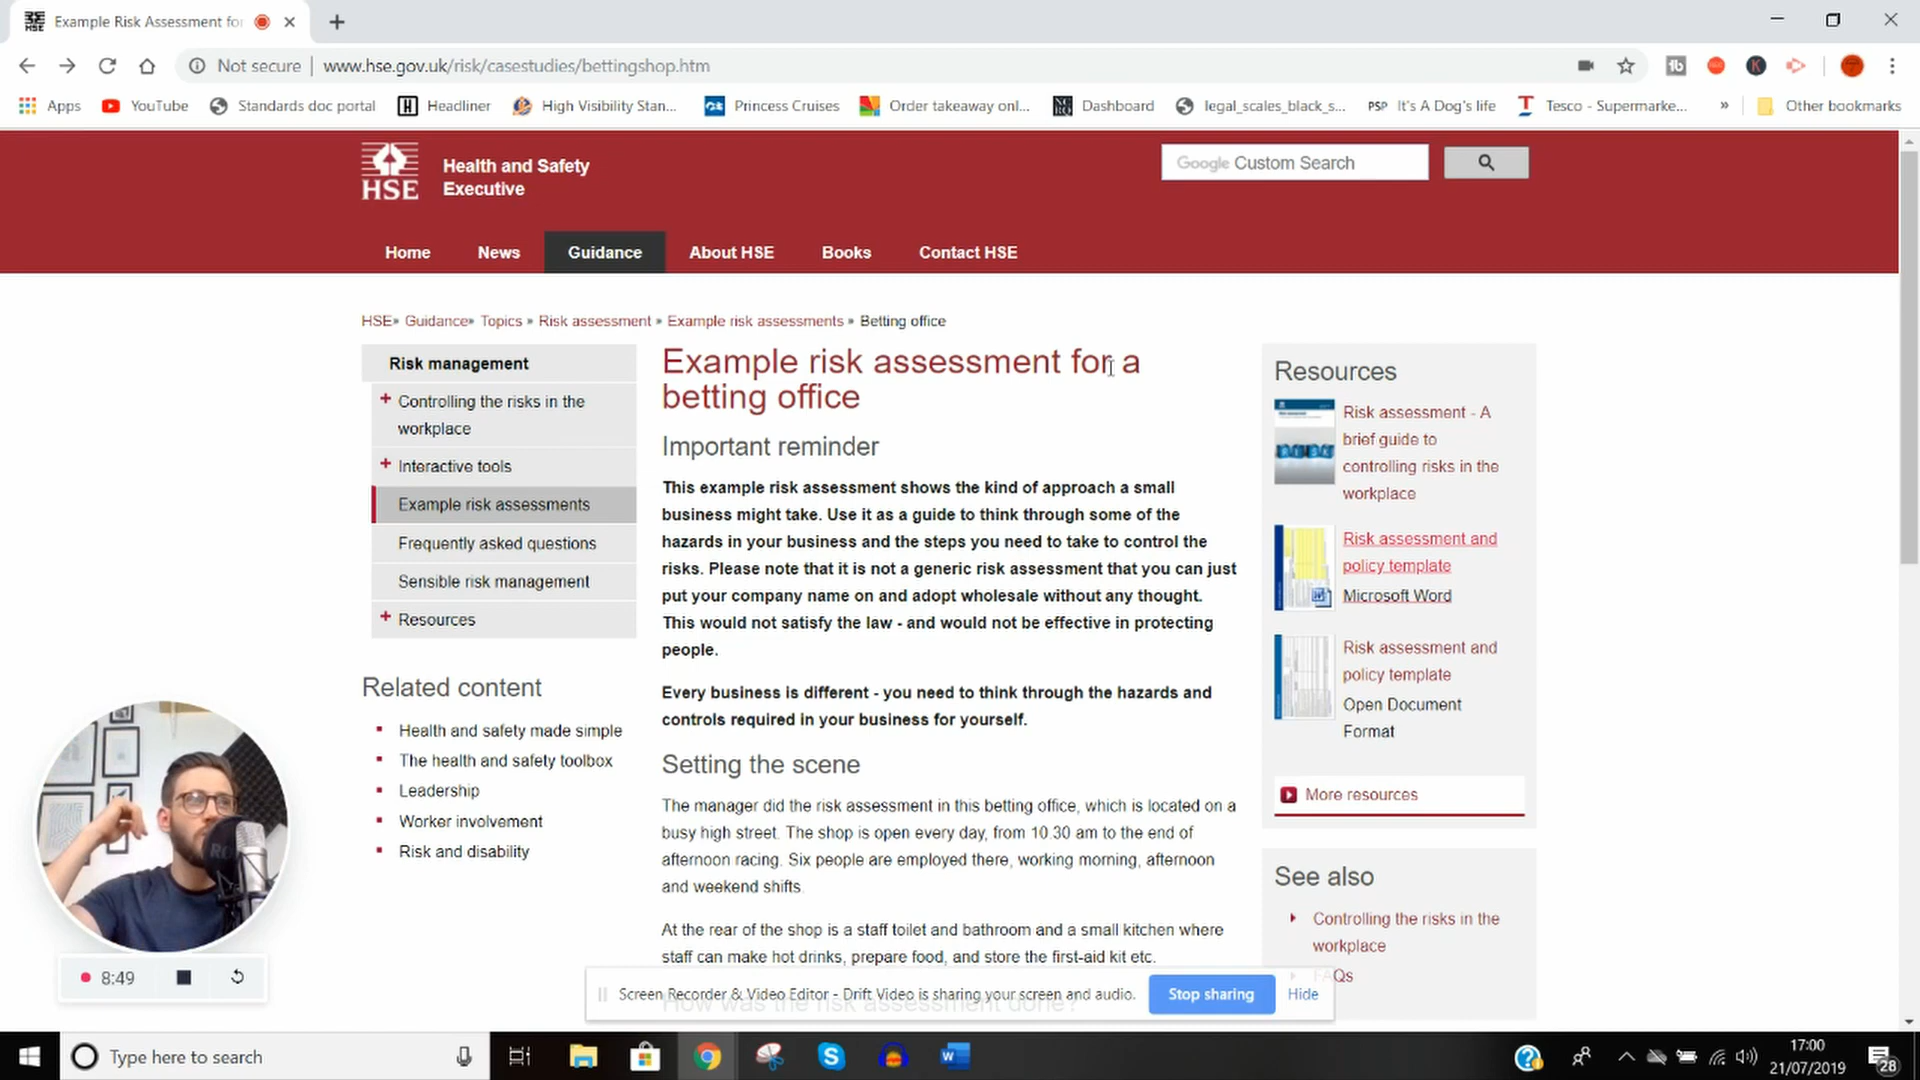 Example Risk Assessment for
Not secure | www.hse.gov.uk/risk/casestudies/bettingshop.htm
Apps YouTube Standards doc portal Headliner High Visibility Stan... Princess Cruises Order takeaway onl... Dashboard legal_scales_black_s... PSP It's A Dog's life Tesco - Supermarke... » Other bookmarks
HSE
Health and Safety
Executive
Google Custom Search
Home News Guidance About HSE Books Contact HSE
HSE» Guidance» Topics » Risk assessment » Example risk assessments » Betting office
Risk management
+ Controlling the risks in the
workplace
+ Interactive tools
Example risk assessments
Frequently asked questions
Sensible risk management
+ Resources
Related content
Health and safety made simple
The health and safety toolbox
Leadership
Worker involvement
Risk and disability
Example risk assessment for a
betting office
Important reminder
This example risk assessment shows the kind of approach a small
business might take. Use it as a guide to think through some of the
hazards in your business and the steps you need to take to control the
risks. Please note that it is not a generic risk assessment that you can just
put your company name on and adopt wholesale without any thought.
This would not satisfy the law - and would not be effective in protecting
people.
Every business is different - you need to think through the hazards and
controls required in your business for yourself.
Setting the scene
The manager did the risk assessment in this betting office, which is located on a
busy high street. The shop is open every day, from 10.30 am to the end of
afternoon racing. Six people are employed there, working morning, afternoon
and weekend shifts.
At the rear of the shop is a staff toilet and bathroom and a small kitchen where
staff can make hot drinks, prepare food, and store the first-aid kit etc.
How was the risk assessment done?
Resources
Risk assessment - A
brief guide to
controlling risks in the
workplace
Risk assessment and
policy template
Microsoft Word
Risk assessment and
policy template
Open Document
Format
More resources
See also
Controlling the risks in the
workplace
FAQs
8:49
Screen Recorder & Video Editor - Drift Video is sharing your screen and audio. Stop sharing Hide
Type here to search
17:00
21/07/2019
28